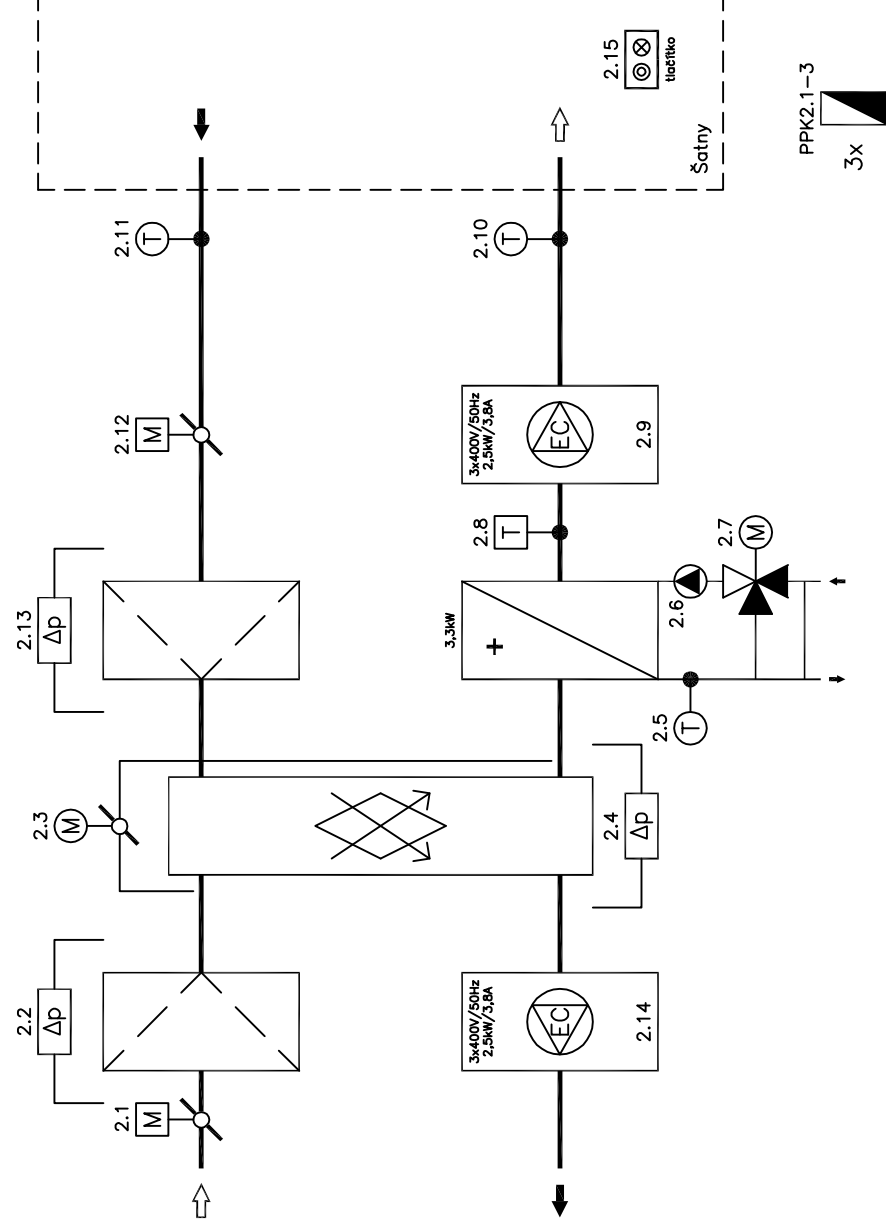 2.2
Δp
2.13
Δp
2.3
M
2.1
M
2.12
M
2.11
T
3x400V/50Hz
2,5kW/3,8A
EC
2.14
3,3kW
+
2.8
T
3x400V/50Hz
2,5kW/3,8A
EC
2.9
2.10
T
2.4
Δp
2.5
T
2.6
2.7
M
2.15
tlačítko
Šatny
PPK2.1-3
3x